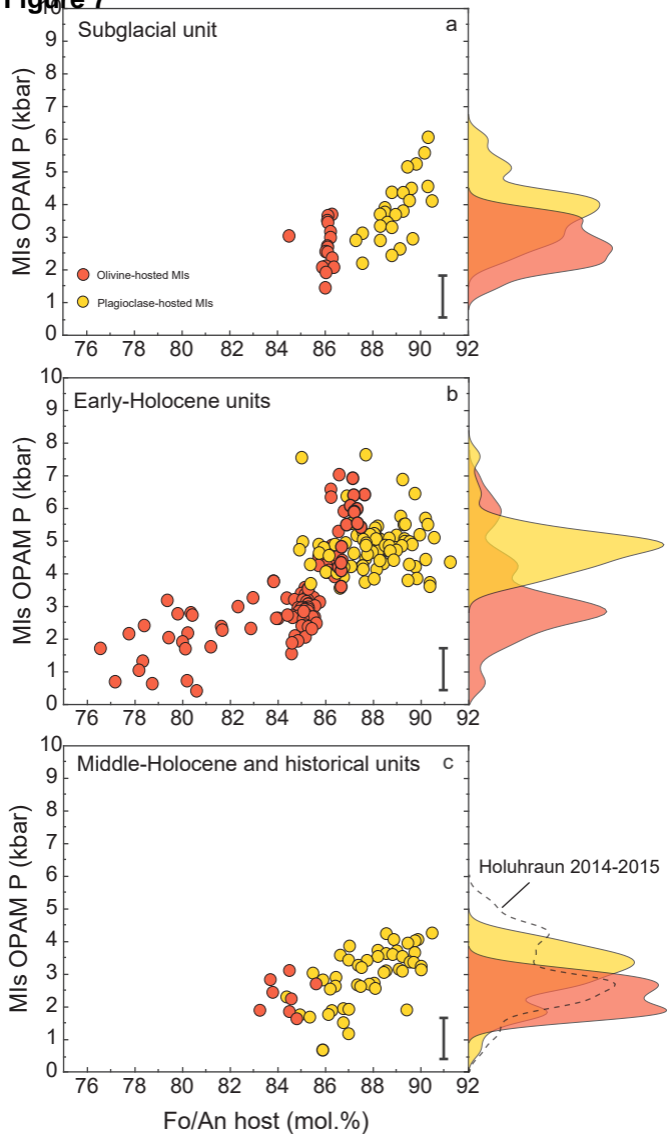 Figure 7
Subglacial unit
a
10
9
8
7
6
5
4
3
2
1
0
MIs OPAM P (kbar)
Olivine-hosted MIs
Plagioclase-hosted MIs
76 78 80 82 84 86 88 90 92
Early-Holocene units
b
10
9
8
7
6
5
4
3
2
1
0
MIs OPAM P (kbar)
76 78 80 82 84 86 88 90 92
Middle-Holocene and historical units
c
10
9
8
7
6
5
4
3
2
1
0
MIs OPAM P (kbar)
Holuhraun 2014-2015
76 78 80 82 84 86 88 90 92
Fo/An host (mol.%)